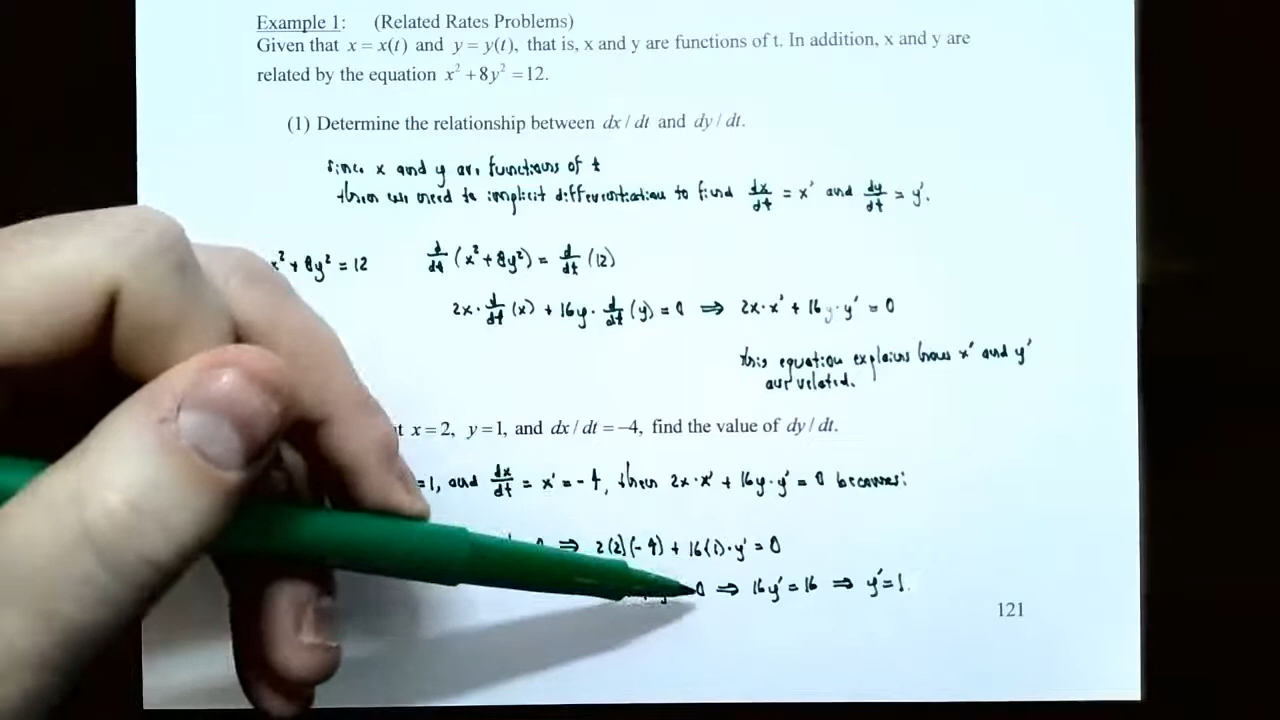 Example 1: (Related Rates Problems)
Given that x = x(t) and y = y(t), that is, x and y are functions of t. In addition, x and y are
related by the equation x² + 8y² = 12.
(1) Determine the relationship between dx / dt and dy / dt.
Since x and y are functions of t
then we need to implicit differentiation to find dx/dt = x' and dy/dt = y'.
x² + 8y² = 12 d/dt (x² + 8y²) = d/dt (12)
2x · d/dt (x) + 16y · d/dt (y) = 0 ⇒ 2x·x' + 16y·y' = 0
this equation explains how x' and y'
are related.
x = 2, y = 1, and dx / dt = –4, find the value of dy / dt.
=1, and dx/dt = x' = -4, then 2x·x' + 16y·y' = 0 becomes:
⇒ 2(2)(-4) + 16(1)·y' = 0
0 ⇒ 16y' = 16 ⇒ y' = 1.
121